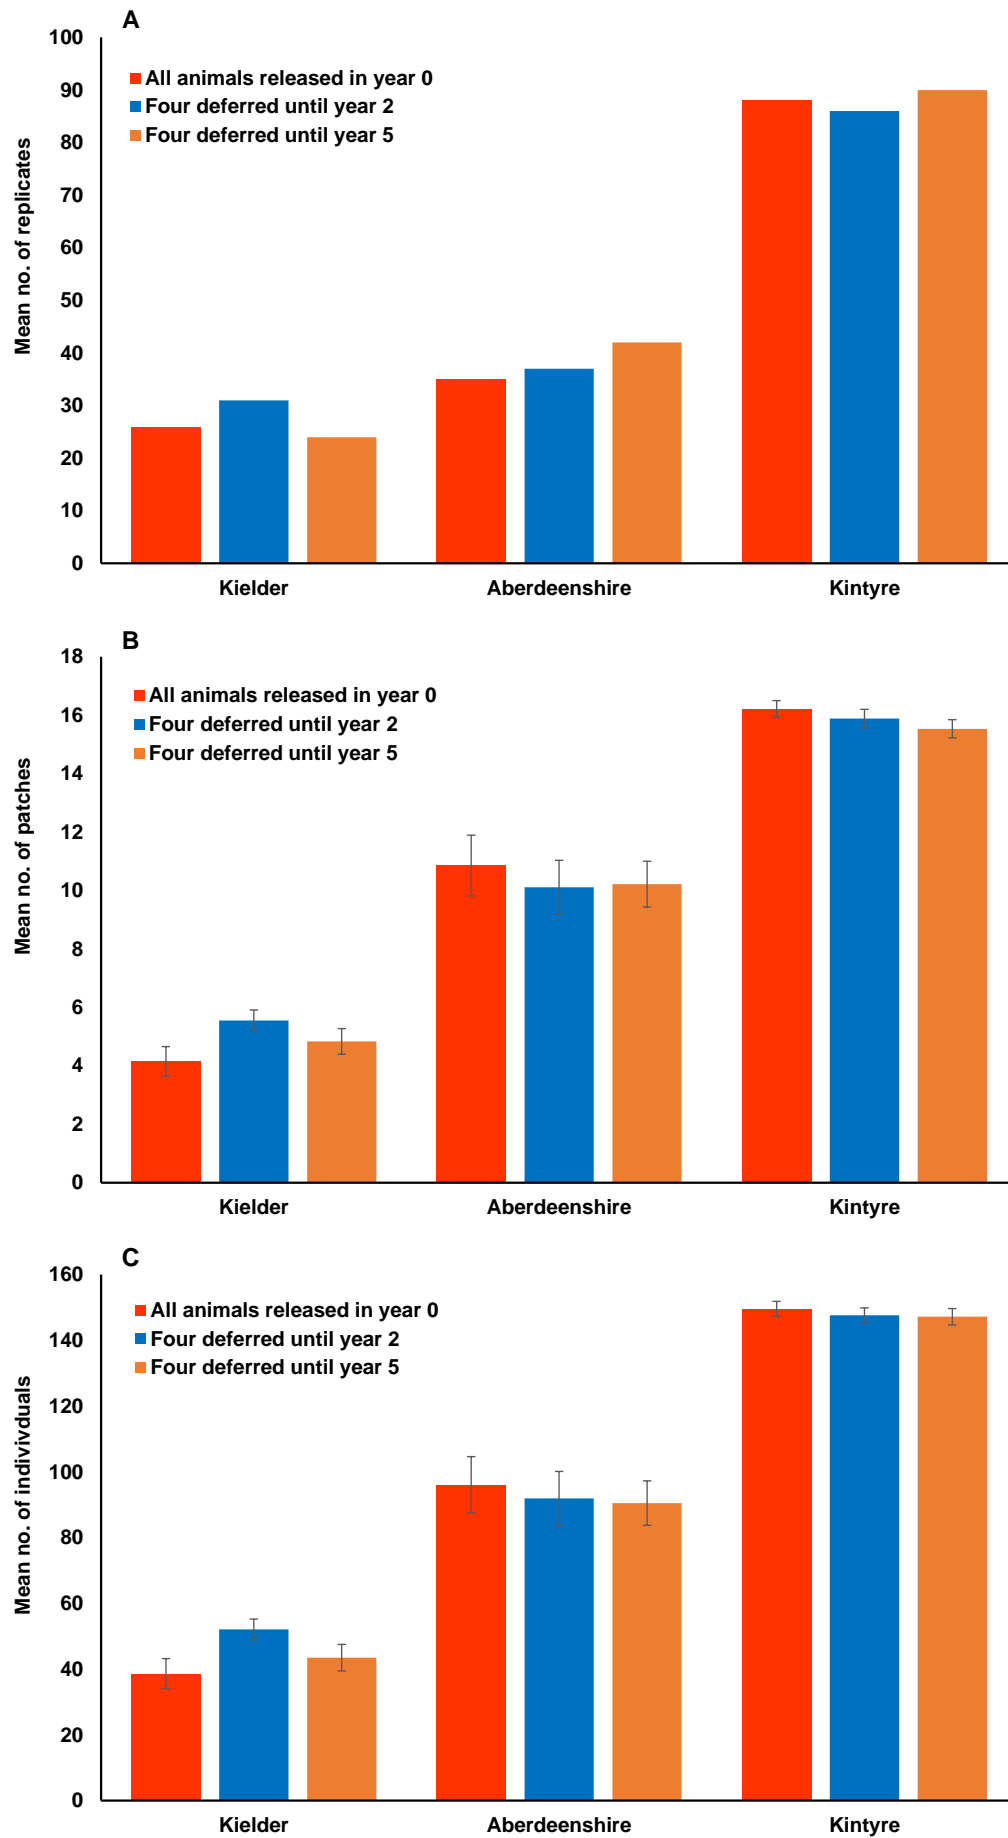 A
100
90
80
70
60
50
40
30
20
10
0
Mean no. of replicates
All animals released in year 0
Four deferred until year 2
Four deferred until year 5
Kielder Aberdeenshire Kintyre
B
18
16
14
12
10
8
6
4
2
0
Mean no. of patches
All animals released in year 0
Four deferred until year 2
Four deferred until year 5
Kielder Aberdeenshire Kintyre
C
160
140
120
100
80
60
40
20
0
Mean no. of indivivduals
All animals released in year 0
Four deferred until year 2
Four deferred until year 5
Kielder Aberdeenshire Kintyre